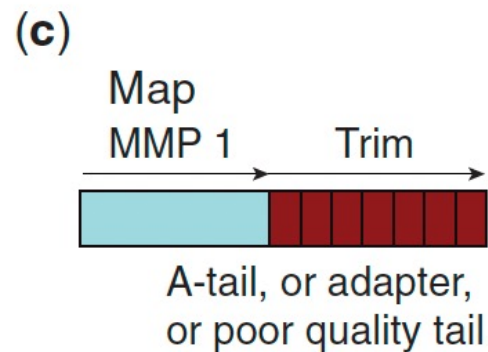 (c)
Map
MMP 1 Trim
A-tail, or adapter,
or poor quality tail